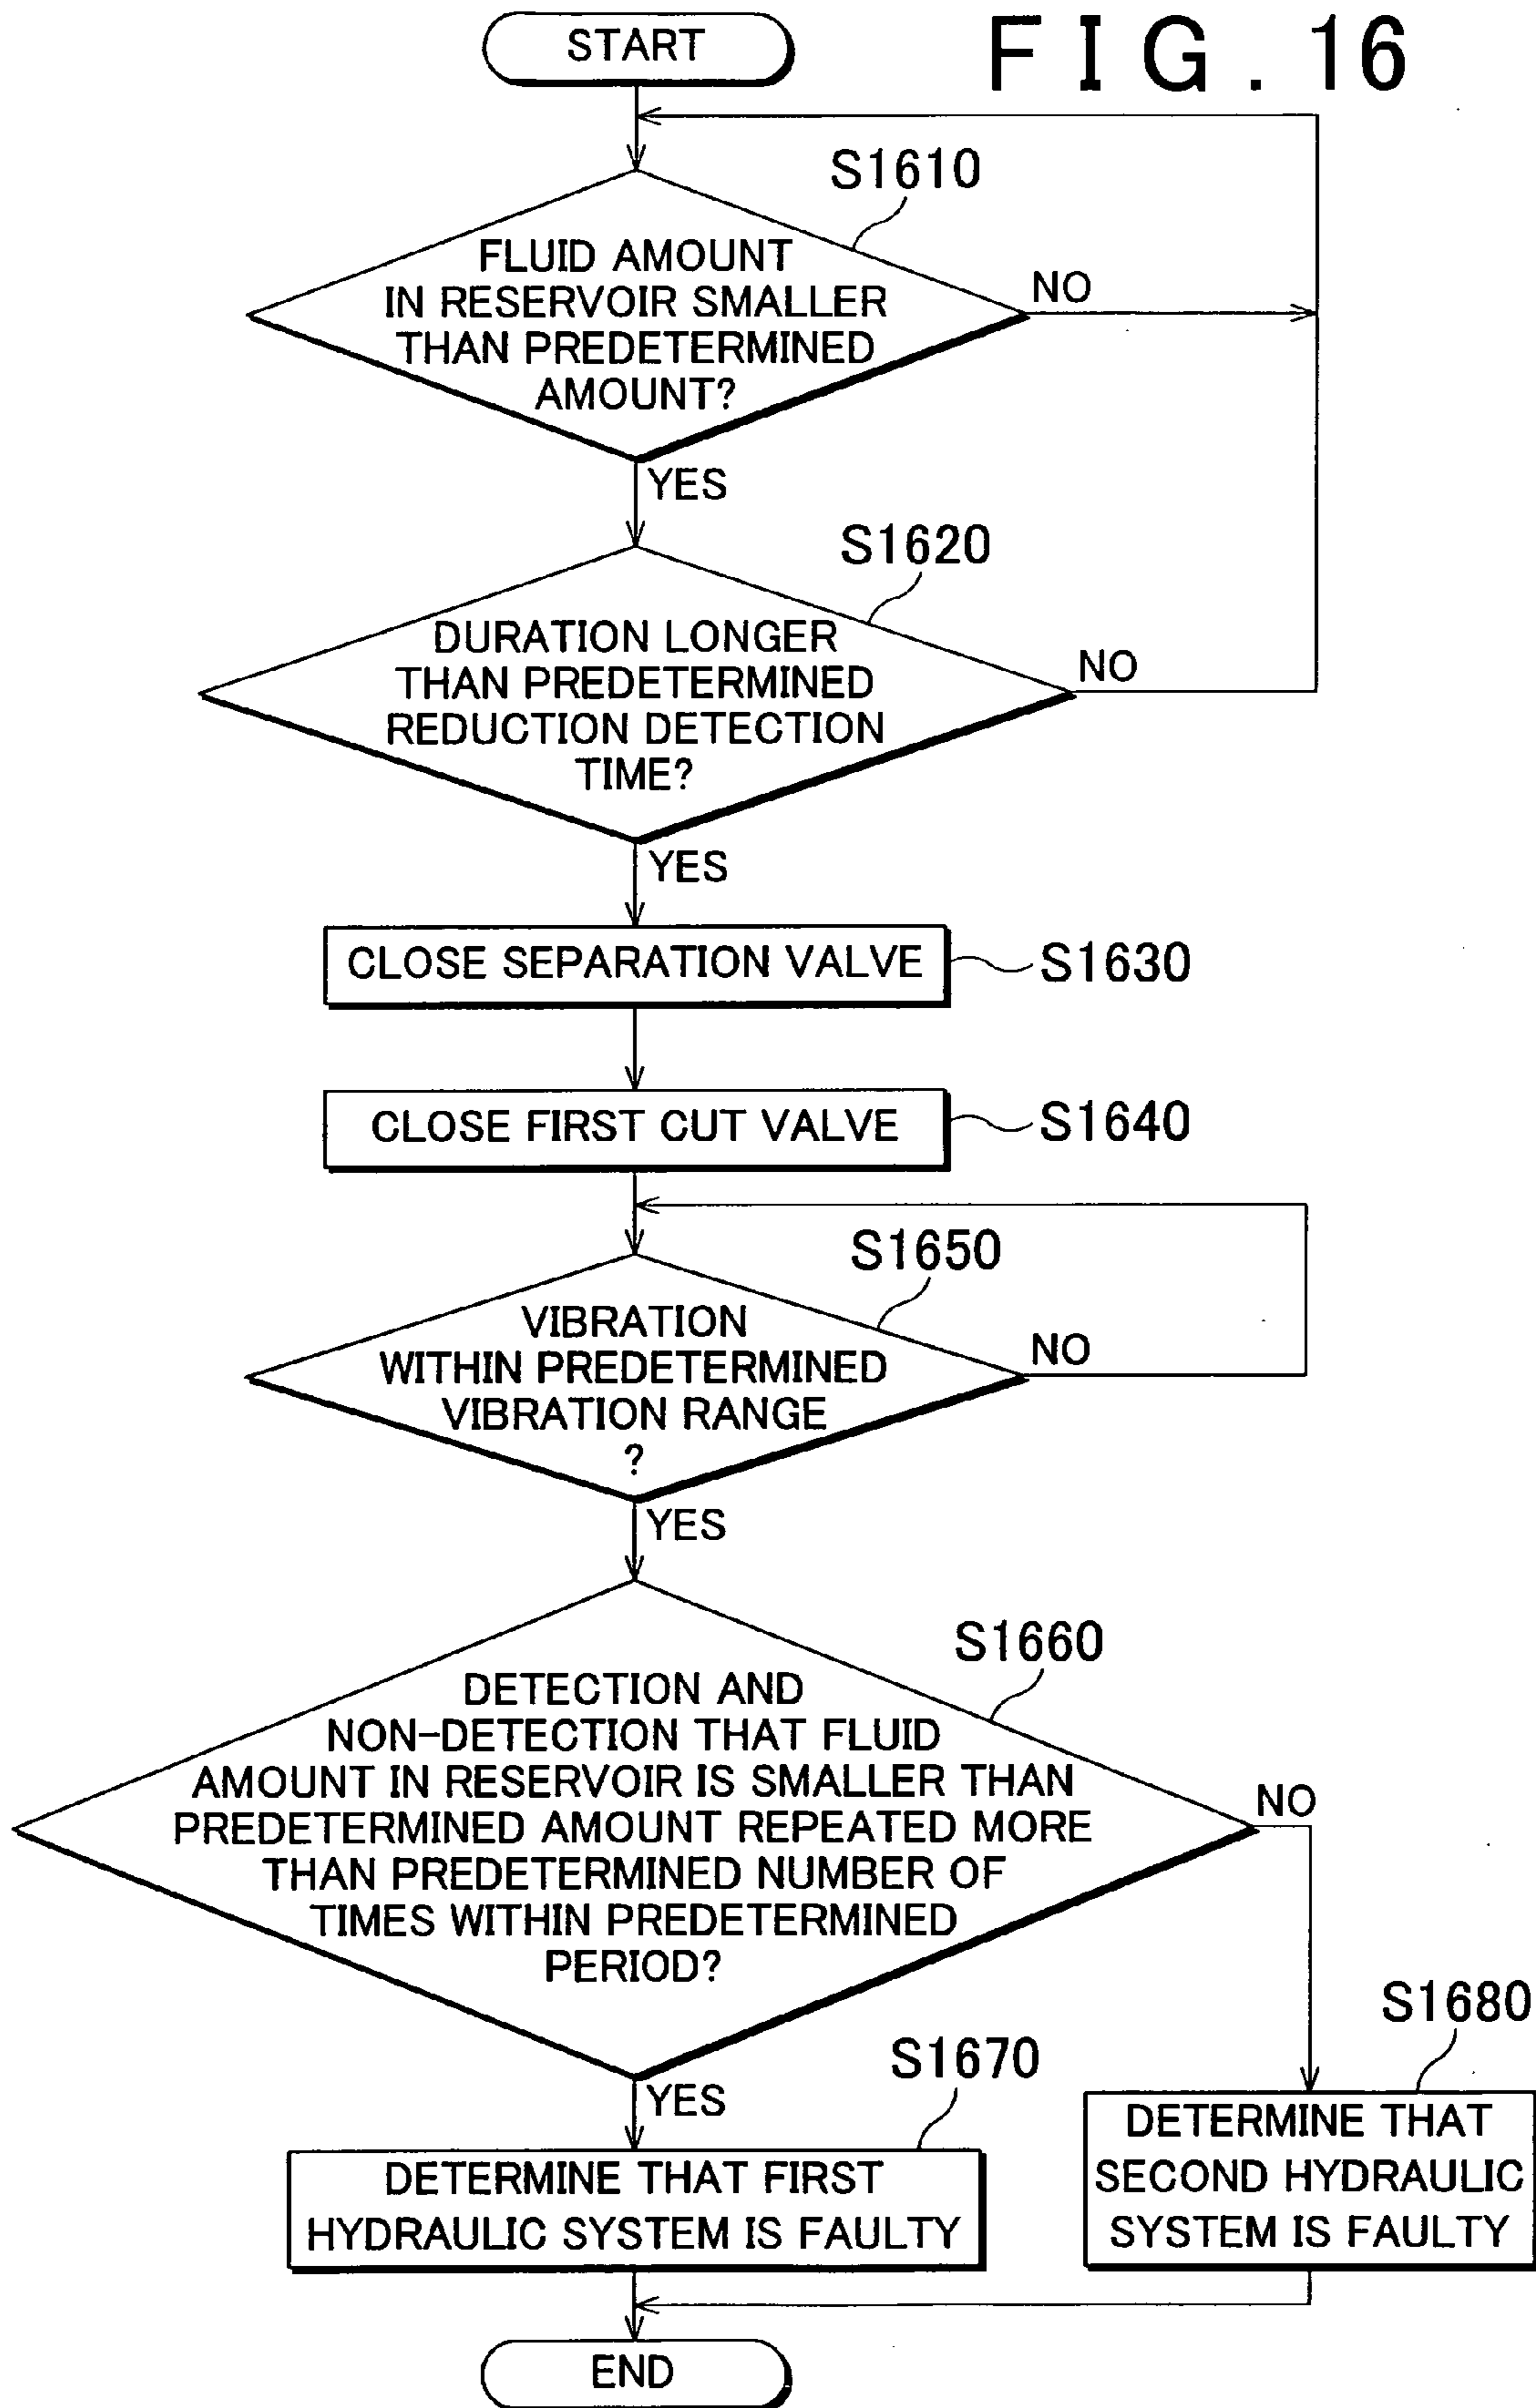 START
FIG.16
S1610
FLUID AMOUNT
IN RESERVOIR SMALLER
THAN PREDETERMINED
AMOUNT?
NO
YES
S1620
DURATION LONGER
THAN PREDETERMINED
REDUCTION DETECTION
TIME?
NO
YES
CLOSE SEPARATION VALVE
S1630
CLOSE FIRST CUT VALVE
S1640
S1650
VIBRATION
WITHIN PREDETERMINED
VIBRATION RANGE
?
NO
YES
S1660
DETECTION AND
NON-DETECTION THAT FLUID
AMOUNT IN RESERVOIR IS SMALLER THAN
PREDETERMINED AMOUNT REPEATED MORE
THAN PREDETERMINED NUMBER OF
TIMES WITHIN PREDETERMINED
PERIOD?
NO
YES
S1670
DETERMINE THAT FIRST
HYDRAULIC SYSTEM IS FAULTY
S1680
DETERMINE THAT
SECOND HYDRAULIC
SYSTEM IS FAULTY
END